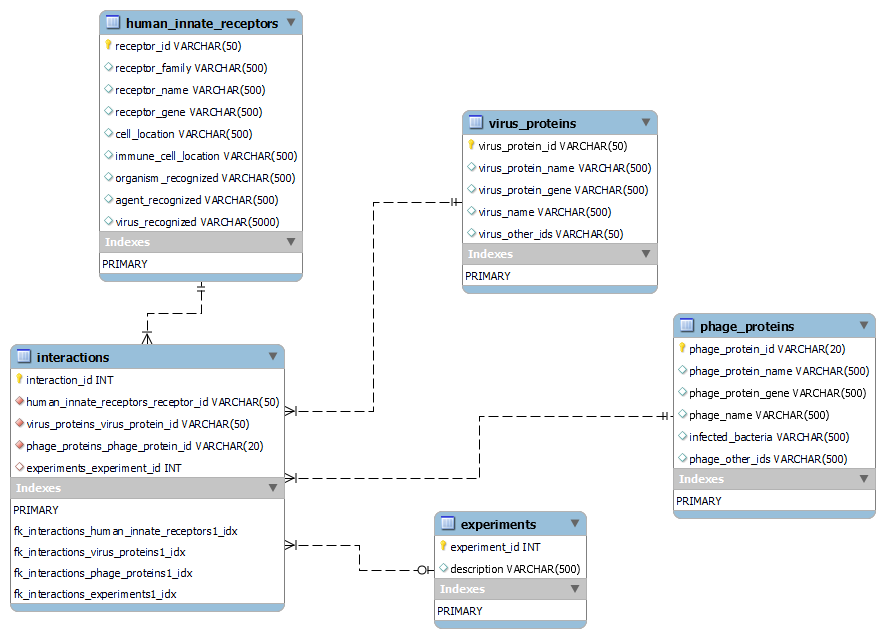 human_innate_receptors
receptor_id VARCHAR(50)
receptor_family VARCHAR(500)
receptor_name VARCHAR(500)
receptor_gene VARCHAR(500)
cell_location VARCHAR(500)
immune_cell_location VARCHAR(500)
organism_recognized VARCHAR(500)
agent_recognized VARCHAR(500)
virus_recognized VARCHAR(5000)
Indexes
PRIMARY
virus_proteins
virus_protein_id VARCHAR(50)
virus_protein_name VARCHAR(500)
virus_protein_gene VARCHAR(500)
virus_name VARCHAR(500)
virus_other_ids VARCHAR(50)
Indexes
PRIMARY
phage_proteins
phage_protein_id VARCHAR(20)
phage_protein_name VARCHAR(500)
phage_protein_gene VARCHAR(500)
phage_name VARCHAR(500)
infected_bacteria VARCHAR(500)
phage_other_ids VARCHAR(500)
Indexes
PRIMARY
interactions
interaction_id INT
human_innate_receptors_receptor_id VARCHAR(50)
virus_proteins_virus_protein_id VARCHAR(50)
phage_proteins_phage_protein_id VARCHAR(20)
experiments_experiment_id INT
Indexes
PRIMARY
fk_interactions_human_innate_receptors1_idx
fk_interactions_virus_proteins1_idx
fk_interactions_phage_proteins1_idx
fk_interactions_experiments1_idx
experiments
experiment_id INT
description VARCHAR(500)
Indexes
PRIMARY